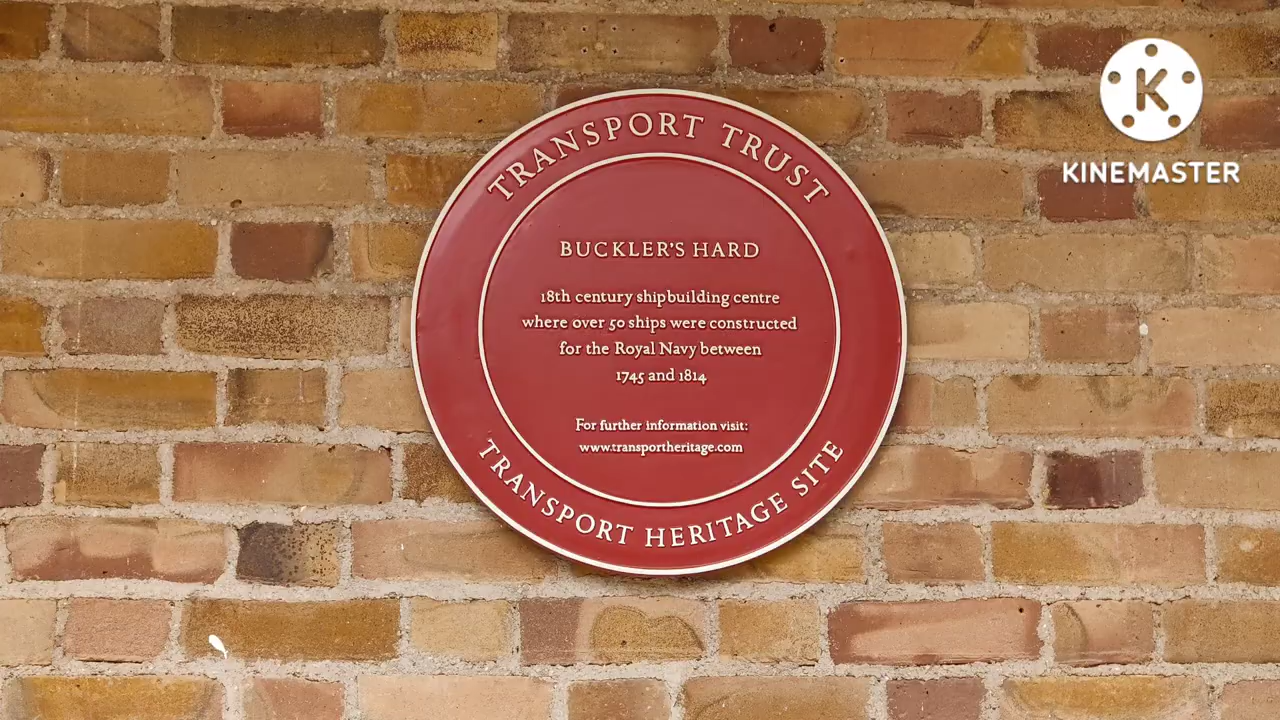 TRANSPORT TRUST
BUCKLER'S HARD
18th century shipbuilding centre
where over 50 ships were constructed
for the Royal Navy between
1745 and 1814
For further information visit:
www.transportheritage.com
TRANSPORT HERITAGE SITE
K
KINEMASTER